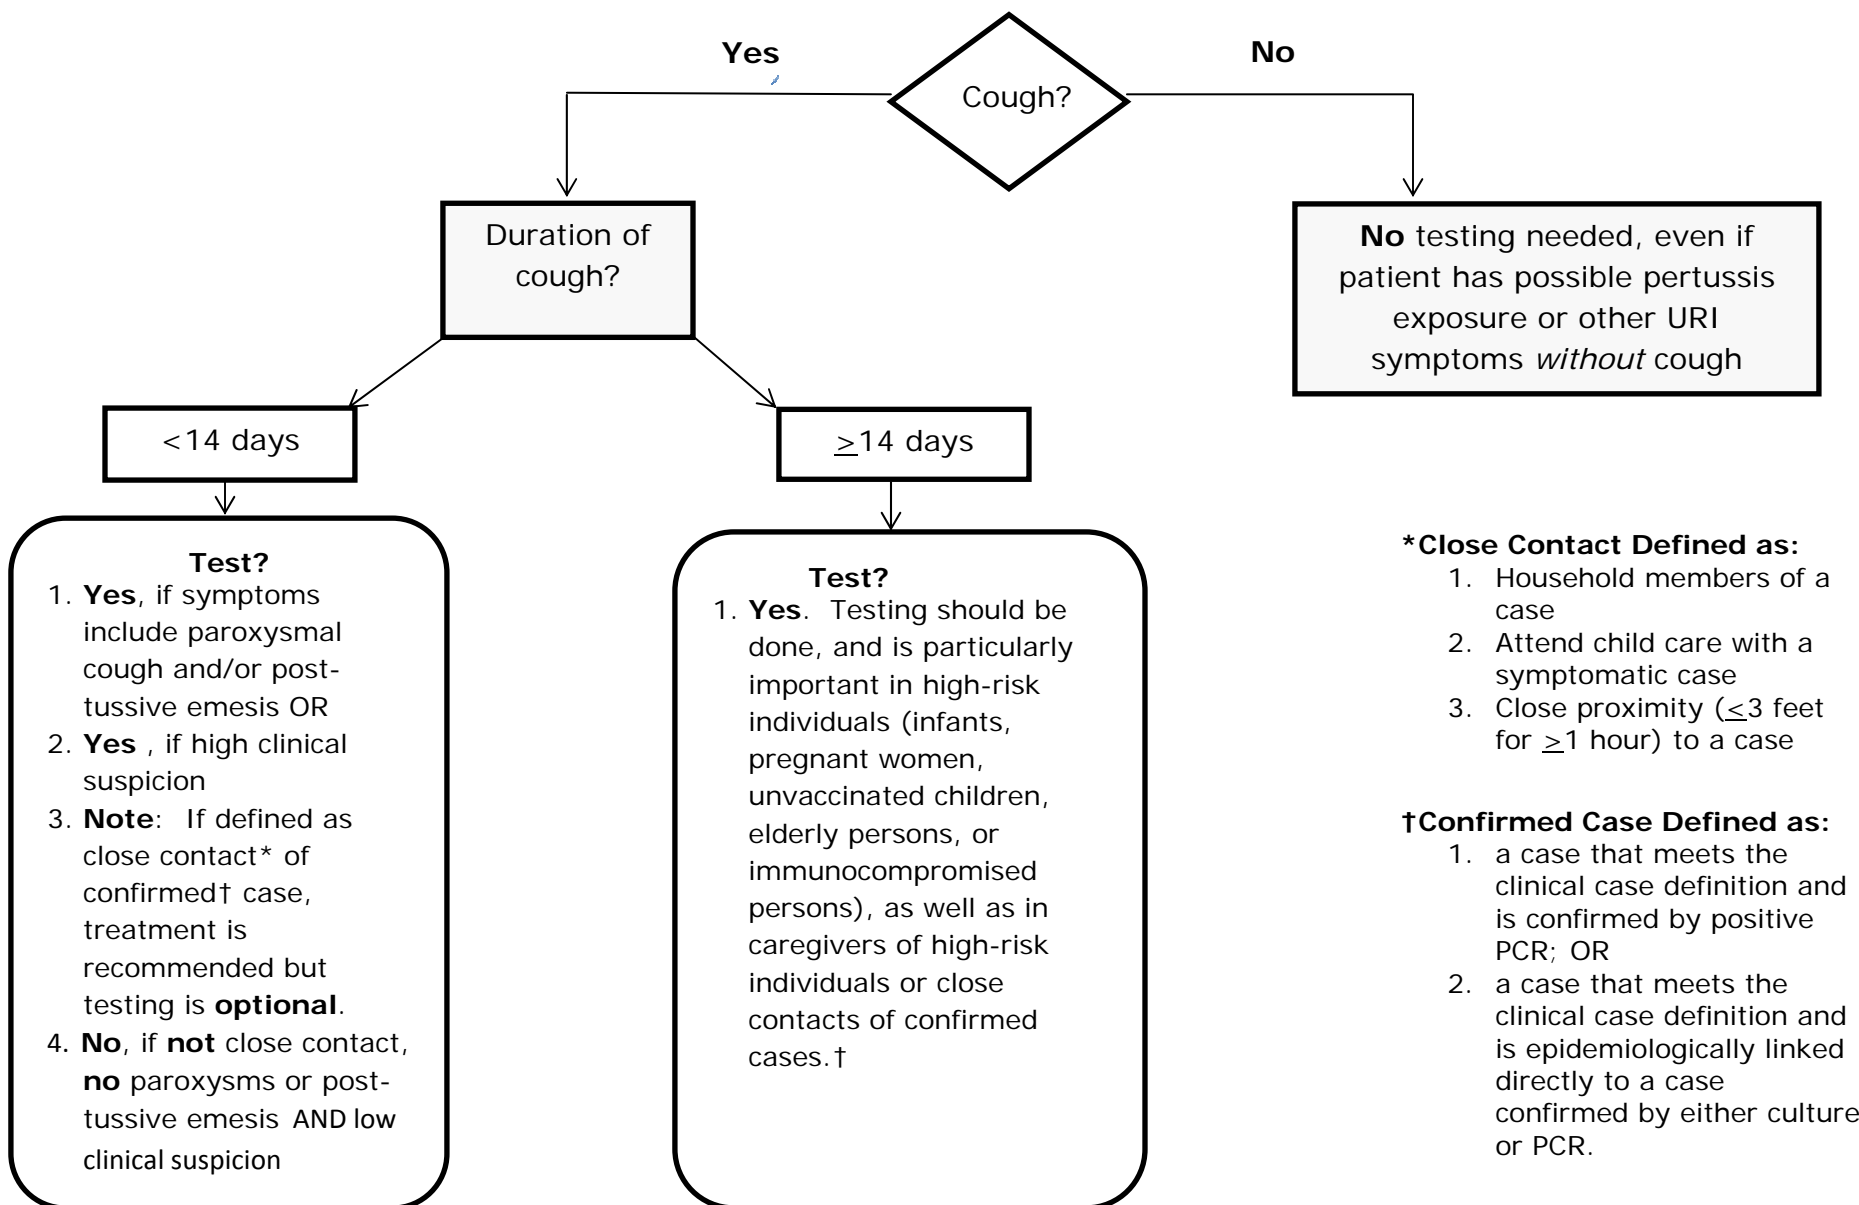 Yes
No
Cough?
Duration of
cough?
No testing needed, even if
patient has possible pertussis
exposure or other URI
symptoms without cough
<14 days
≥14 days
Test?
1. Yes, if symptoms
include paroxysmal
cough and/or post-
tussive emesis OR
2. Yes , if high clinical
suspicion
3. Note: If defined as
close contact* of
confirmed† case,
treatment is
recommended but
testing is optional.
4. No, if not close contact,
no paroxysms or post-
tussive emesis AND low
clinical suspicion
Test?
1. Yes. Testing should be
done, and is particularly
important in high-risk
individuals (infants,
pregnant women,
unvaccinated children,
elderly persons, or
immunocompromised
persons), as well as in
caregivers of high-risk
individuals or close
contacts of confirmed
cases.†
*Close Contact Defined as:
1. Household members of a
case
2. Attend child care with a
symptomatic case
3. Close proximity (≤3 feet
for ≥1 hour) to a case
†Confirmed Case Defined as:
1. a case that meets the
clinical case definition and
is confirmed by positive
PCR; OR
2. a case that meets the
clinical case definition and
is epidemiologically linked
directly to a case
confirmed by either culture
or PCR.